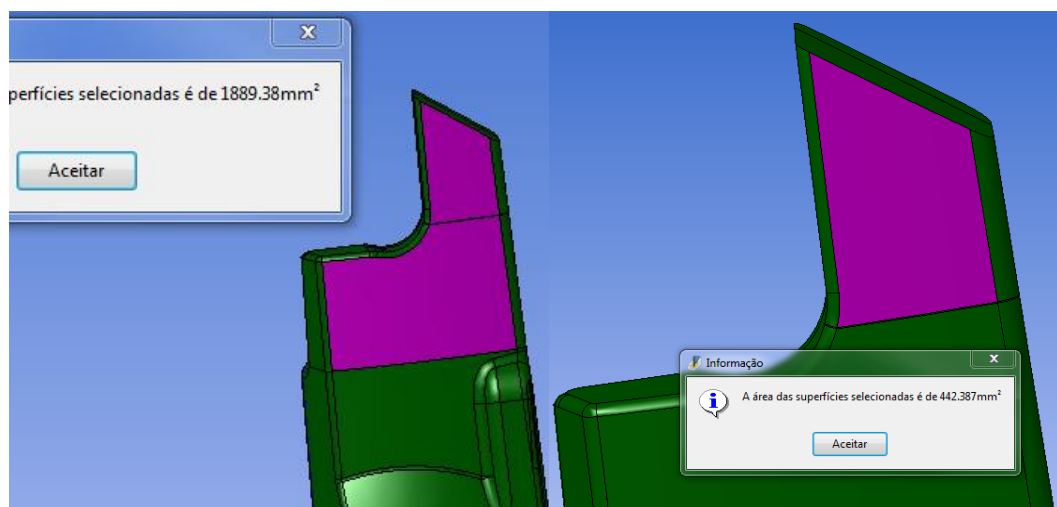 perfícies selecionadas é de 1889.38mm²
Aceitar
Informação
A área das superfícies selecionadas é de 442.387mm²
Aceitar